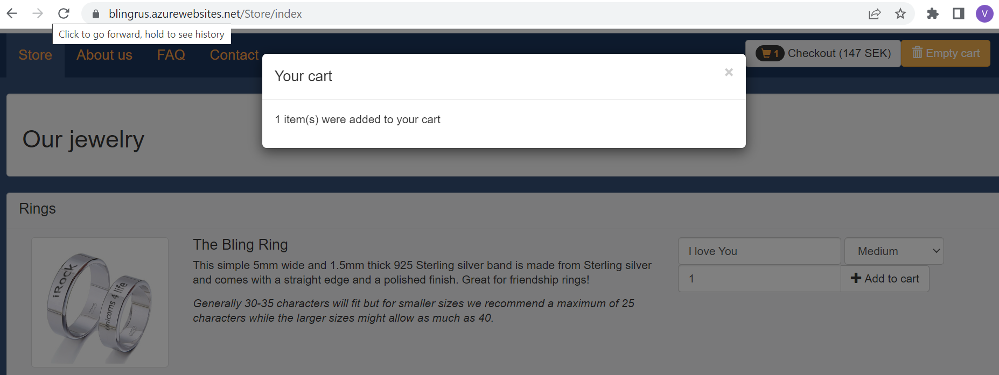 blingrus.azurewebsites.net/Store/index
V
Click to go forward, hold to see history
Store About us FAQ Contact
1 Checkout (147 SEK) Empty cart
Your cart ×
1 item(s) were added to your cart
Our jewelry
Rings
iRock
unicorns 4 life
The Bling Ring
This simple 5mm wide and 1.5mm thick 925 Sterling silver band is made from Sterling silver
and comes with a straight edge and a polished finish. Great for friendship rings!
Generally 30-35 characters will fit but for smaller sizes we recommend a maximum of 25
characters while the larger sizes might allow as much as 40.
I love You Medium
1 Add to cart